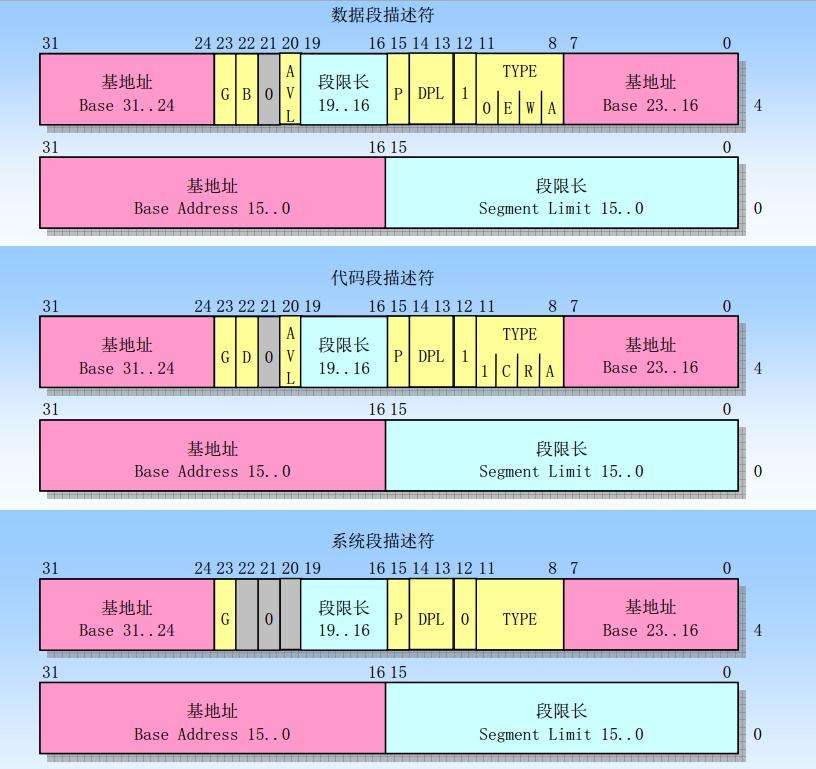 数据段描述符
31 24 23 22 21 20 19 16 15 14 13 12 11 8 7 0
基地址 A 段限长 TYPE 基地址
Base 31..24 G B 0 V 19..16 P DPL 1 Base 23..16 4
L 0 E W A
31 16 15 0
基地址 段限长
Base Address 15..0 Segment Limit 15..0 0
代码段描述符
31 24 23 22 21 20 19 16 15 14 13 12 11 8 7 0
基地址 A 段限长 TYPE 基地址
Base 31..24 G D 0 V 19..16 P DPL 1 Base 23..16 4
L 1 C R A
31 16 15 0
基地址 段限长
Base Address 15..0 Segment Limit 15..0 0
系统段描述符
31 24 23 22 21 20 19 16 15 14 13 12 11 8 7 0
基地址 段限长 基地址
Base 31..24 G 0 19..16 P DPL 0 TYPE Base 23..16 4
31 16 15 0
基地址 段限长
Base Address 15..0 Segment Limit 15..0 0